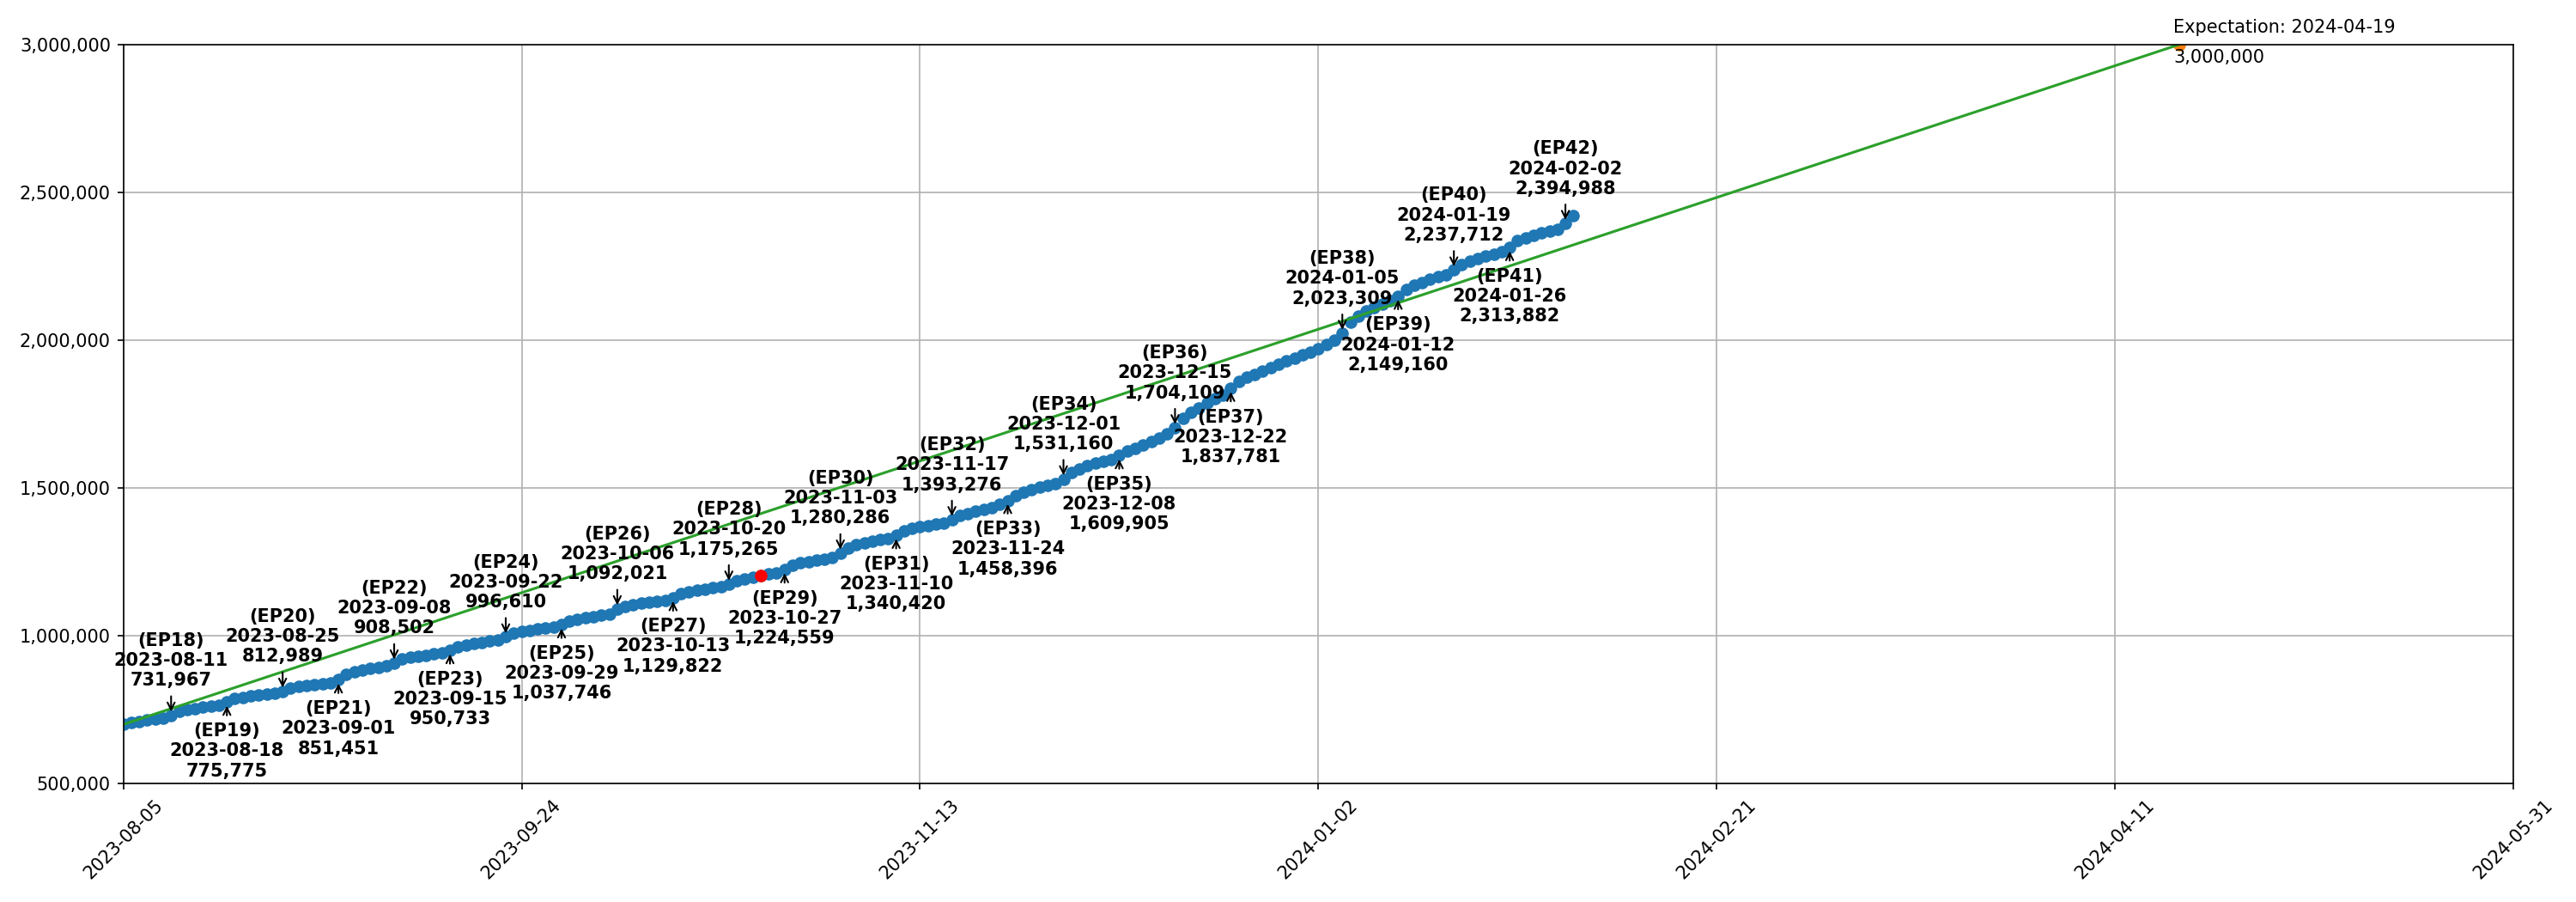 Expectation: 2024-04-19
3,000,000
3,000,000
2,500,000
2,000,000
1,500,000
1,000,000
500,000
(EP18)
2023-08-11
731,967
(EP19)
2023-08-18
775,775
(EP20)
2023-08-25
812,989
(EP21)
2023-09-01
851,451
(EP22)
2023-09-08
908,502
(EP23)
2023-09-15
950,733
(EP24)
2023-09-22
996,610
(EP25)
2023-09-29
1,037,746
(EP26)
2023-10-06
1,092,021
(EP27)
2023-10-13
1,129,822
(EP28)
2023-10-20
1,175,265
(EP29)
2023-10-27
1,224,559
(EP30)
2023-11-03
1,280,286
(EP31)
2023-11-10
1,340,420
(EP32)
2023-11-17
1,393,276
(EP33)
2023-11-24
1,458,396
(EP34)
2023-12-01
1,531,160
(EP35)
2023-12-08
1,609,905
(EP36)
2023-12-15
1,704,109
(EP37)
2023-12-22
1,837,781
(EP38)
2024-01-05
2,023,309
(EP39)
2024-01-12
2,149,160
(EP40)
2024-01-19
2,237,712
(EP41)
2024-01-26
2,313,882
(EP42)
2024-02-02
2,394,988
2023-08-05
2023-09-24
2023-11-13
2024-01-02
2024-02-21
2024-04-11
2024-05-31